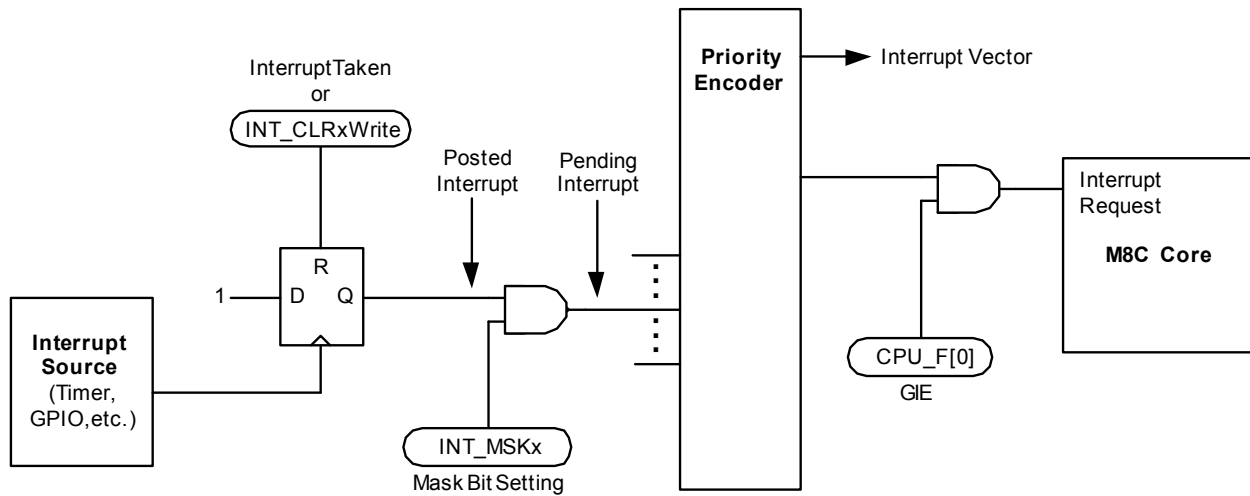 InterruptTaken
or
INT_CLRxWrite
Posted
Interrupt
Pending
Interrupt
Priority
Encoder
Interrupt Vector
Interrupt
Request
M8C Core
R
1
D
Q
Interrupt
Source
(Timer,
GPIO,etc.)
INT_MSKx
Mask Bit Setting
CPU_F[0]
GIE